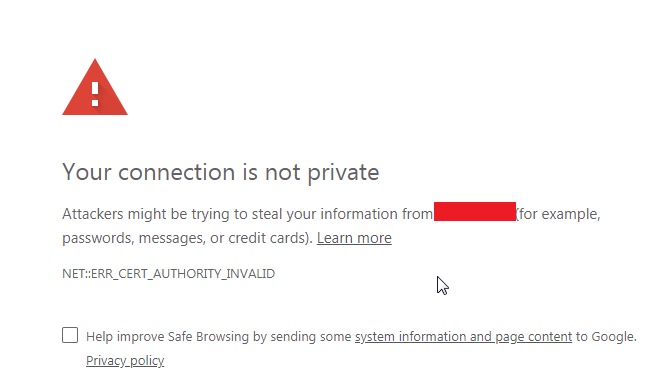 Your connection is not private
Attackers might be trying to steal your information from (for example,
passwords, messages, or credit cards). Learn more
NET::ERR_CERT_AUTHORITY_INVALID
Help improve Safe Browsing by sending some system information and page content to Google.
Privacy policy